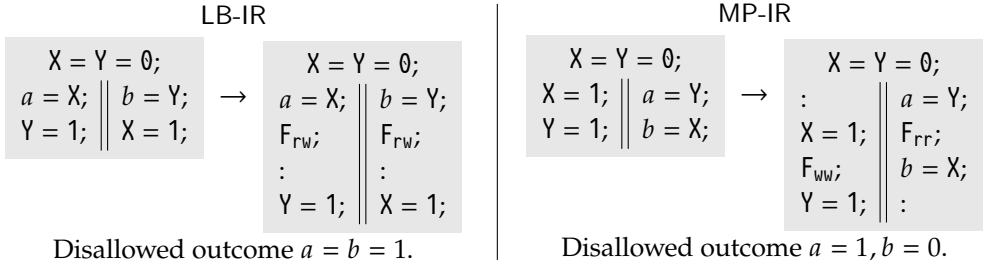 LB-IR
X = Y = 0;
a = X; || b = Y;
Y = 1; || X = 1;
→
X = Y = 0;
a = X; || b = Y;
F_rw; || F_rw;
: || :
Y = 1; || X = 1;
Disallowed outcome a = b = 1.
MP-IR
X = Y = 0;
X = 1; || a = Y;
Y = 1; || b = X;
→
X = Y = 0;
: || a = Y;
X = 1; || F_rr;
F_ww; || b = X;
Y = 1; || :
Disallowed outcome a = 1, b = 0.